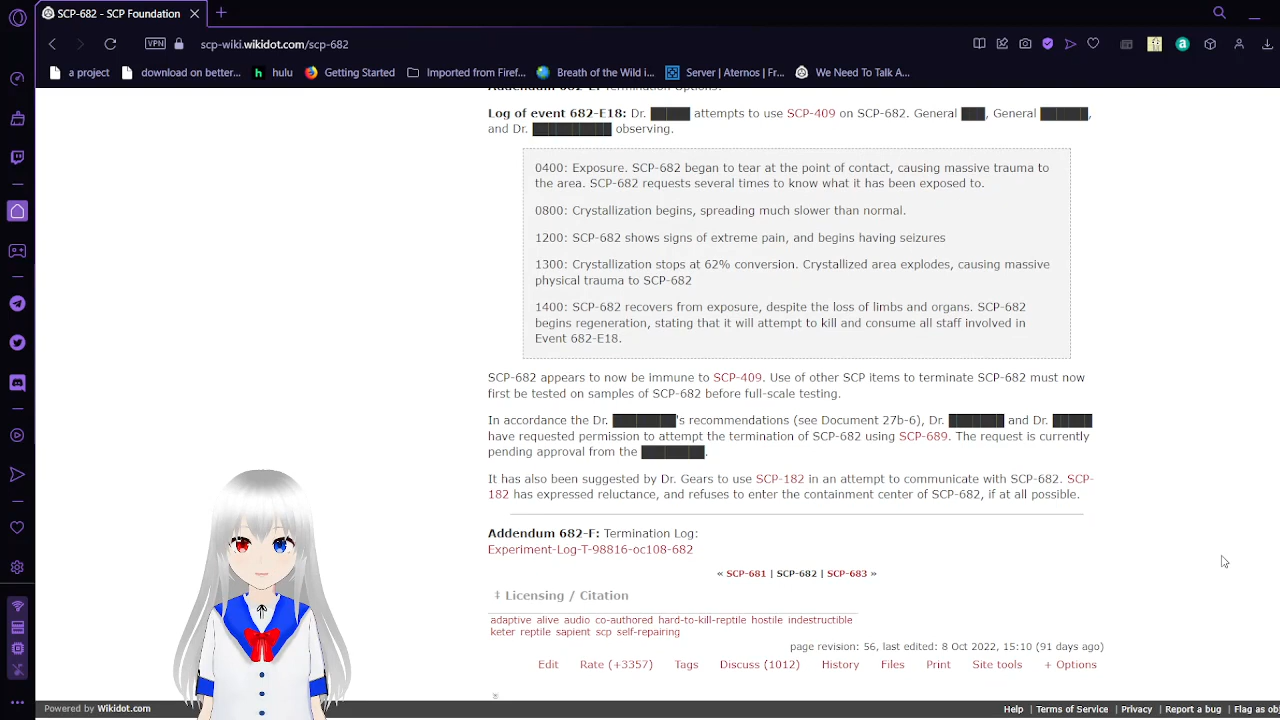 SCP-682 - SCP Foundation
VPN
scp-wiki.wikidot.com/scp-682
a project
download on better...
hulu
Getting Started
Imported from Firef...
Breath of the Wild i...
Server | Aternos | Fr...
We Need To Talk A...
Addendum 682-E: Termination Options:
Log of event 682-E18: Dr. █████ attempts to use SCP-409 on SCP-682. General ███, General ██████,
and Dr. ██████████ observing.
0400: Exposure. SCP-682 began to tear at the point of contact, causing massive trauma to
the area. SCP-682 requests several times to know what it has been exposed to.
0800: Crystallization begins, spreading much slower than normal.
1200: SCP-682 shows signs of extreme pain, and begins having seizures
1300: Crystallization stops at 62% conversion. Crystallized area explodes, causing massive
physical trauma to SCP-682
1400: SCP-682 recovers from exposure, despite the loss of limbs and organs. SCP-682
begins regeneration, stating that it will attempt to kill and consume all staff involved in
Event 682-E18.
SCP-682 appears to now be immune to SCP-409. Use of other SCP items to terminate SCP-682 must now
first be tested on samples of SCP-682 before full-scale testing.
In accordance the Dr. ████████'s recommendations (see Document 27b-6), Dr. ███████ and Dr. █████
have requested permission to attempt the termination of SCP-682 using SCP-689. The request is currently
pending approval from the ████████.
It has also been suggested by Dr. Gears to use SCP-182 in an attempt to communicate with SCP-682. SCP-
182 has expressed reluctance, and refuses to enter the containment center of SCP-682, if at all possible.
Addendum 682-F: Termination Log:
Experiment-Log-T-98816-oc108-682
« SCP-681 | SCP-682 | SCP-683 »
‡ Licensing / Citation
adaptive alive audio co-authored hard-to-kill-reptile hostile indestructible
keter reptile sapient scp self-repairing
page revision: 56, last edited: 8 Oct 2022, 15:10 (91 days ago)
Edit Rate (+3357) Tags Discuss (1012) History Files Print Site tools + Options
Powered by Wikidot.com
Help | Terms of Service | Privacy | Report a bug | Flag as ob